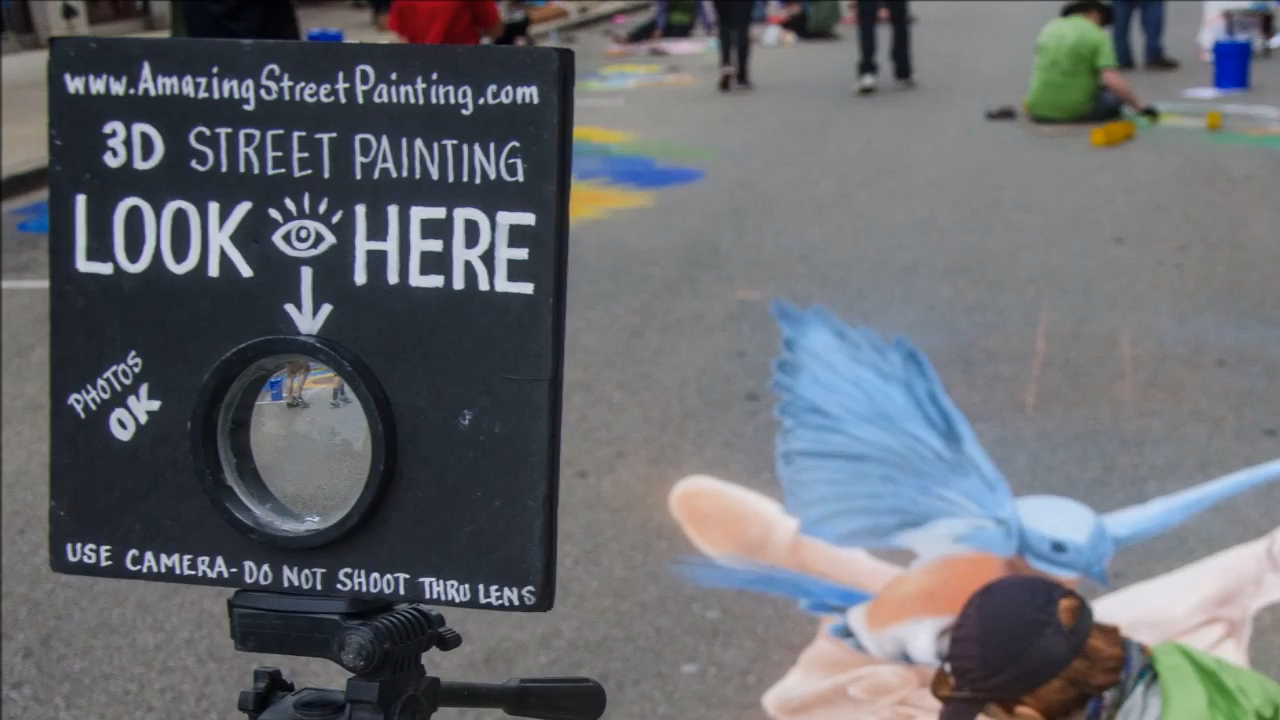 www.AmazingStreetPainting.com
3D STREET PAINTING
LOOK HERE
PHOTOS
OK
USE CAMERA-DO NOT SHOOT THRU LENS